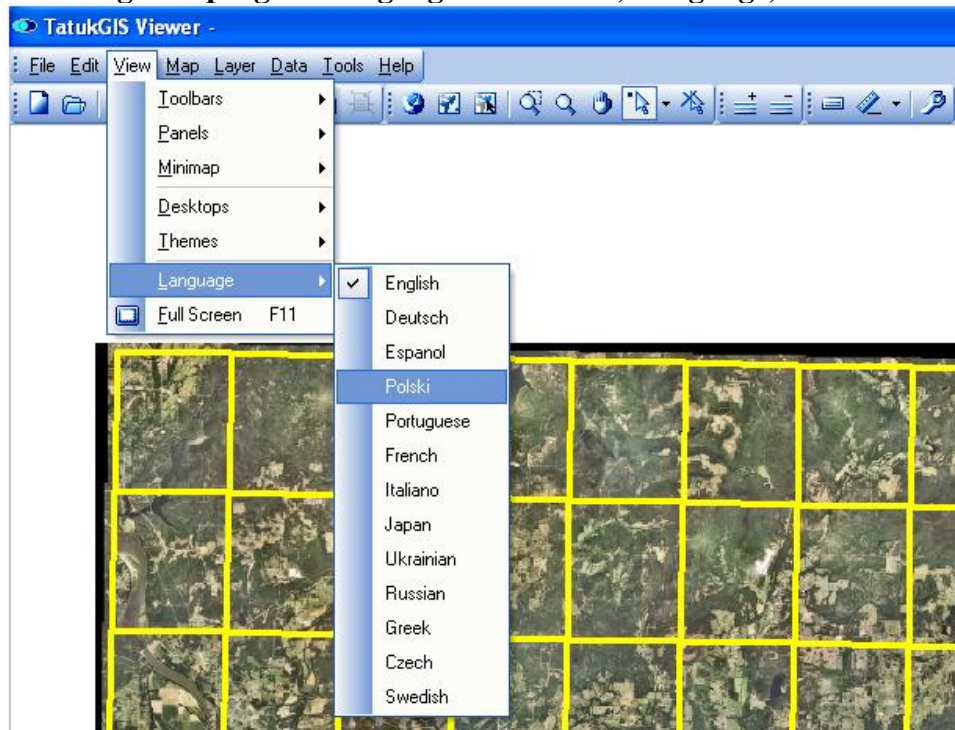 TatukGIS Viewer -
File Edit View Map Layer Data Tools Help
Toolbars
Panels
Minimap
Desktops
Themes
Language
Full Screen F11
English
Deutsch
Espanol
Polski
Portuguese
French
Italiano
Japan
Ukrainian
Russian
Greek
Czech
Swedish